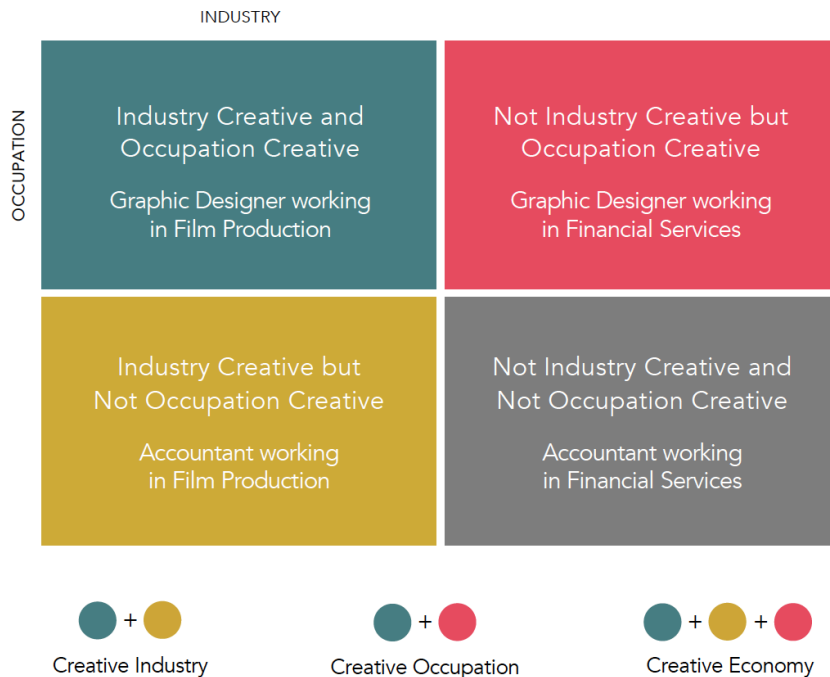 INDUSTRY
OCCUPATION
Industry Creative and
Occupation Creative
Graphic Designer working
in Film Production
Not Industry Creative but
Occupation Creative
Graphic Designer working
in Financial Services
Industry Creative but
Not Occupation Creative
Accountant working
in Film Production
Not Industry Creative and
Not Occupation Creative
Accountant working
in Financial Services
+
Creative Industry
+
Creative Occupation
+ +
Creative Economy